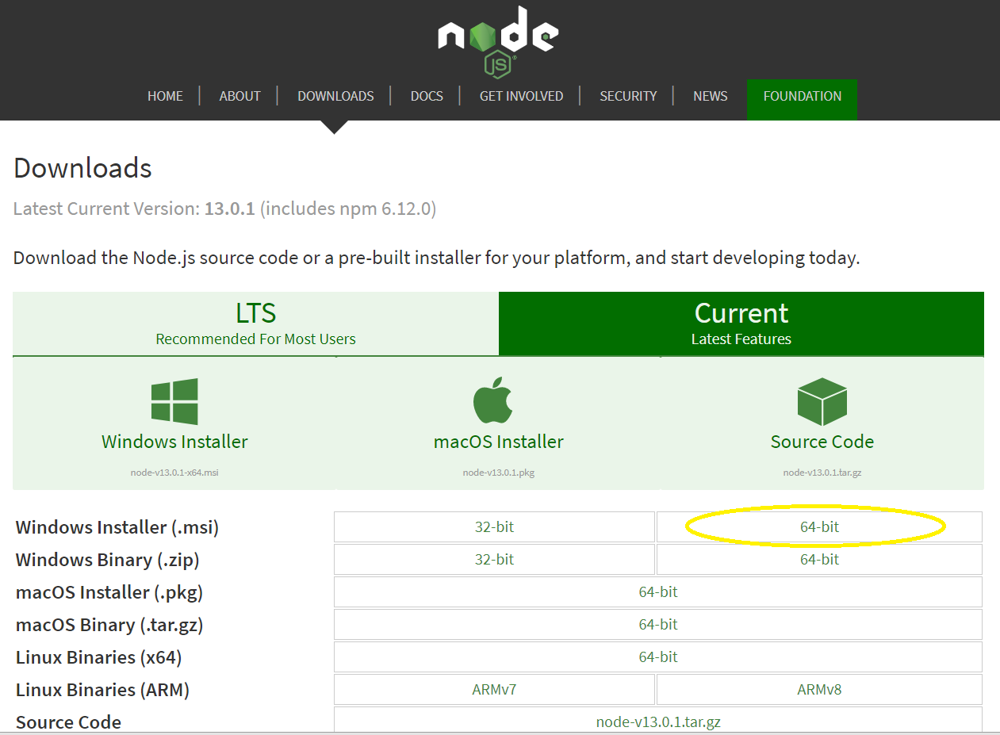 node
JS
HOME ABOUT DOWNLOADS DOCS GET INVOLVED SECURITY NEWS FOUNDATION
Downloads
Latest Current Version: 13.0.1 (includes npm 6.12.0)
Download the Node.js source code or a pre-built installer for your platform, and start developing today.
LTS Current
Recommended For Most Users Latest Features
Windows Installer macOS Installer Source Code
node-v13.0.1-x64.msi node-v13.0.1.pkg node-v13.0.1.tar.gz
Windows Installer (.msi) 32-bit 64-bit
Windows Binary (.zip) 32-bit 64-bit
macOS Installer (.pkg) 64-bit
macOS Binary (.tar.gz) 64-bit
Linux Binaries (x64) 64-bit
Linux Binaries (ARM) ARMv7 ARMv8
Source Code node-v13.0.1.tar.gz